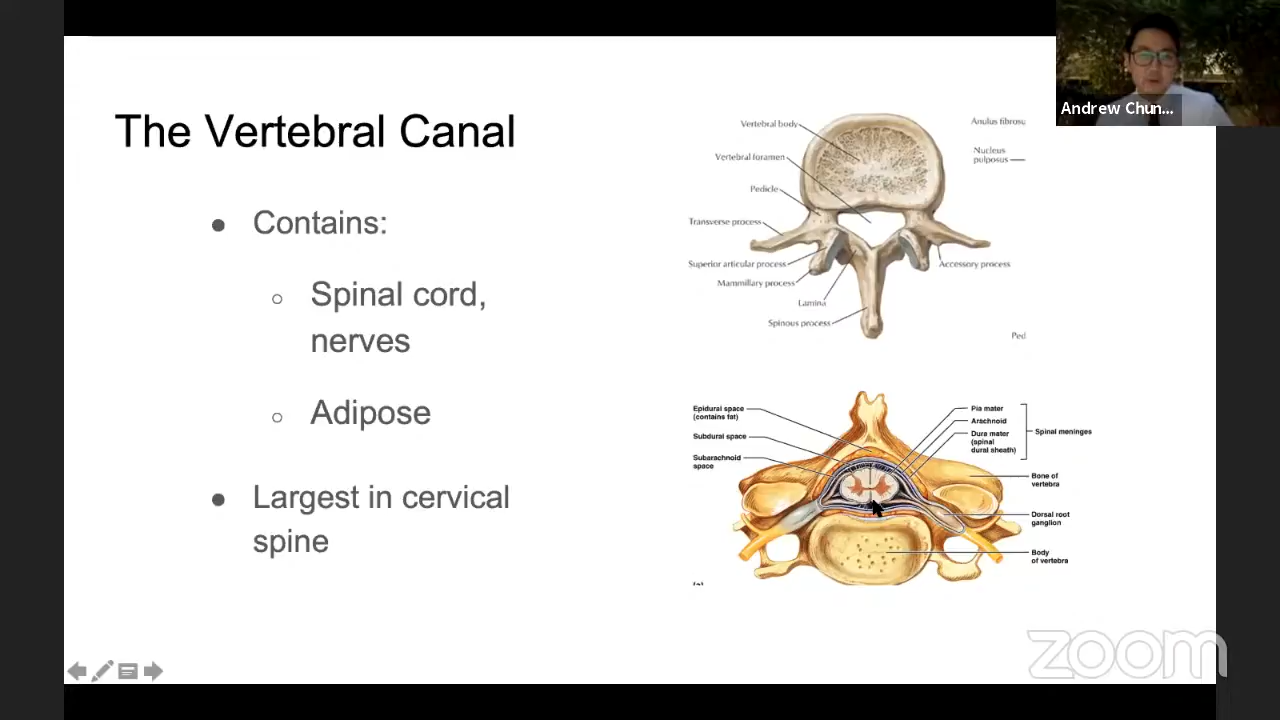 Andrew Chun...
The Vertebral Canal
● Contains:
○ Spinal cord,
nerves
○ Adipose
● Largest in cervical
spine
Vertebral body
Vertebral foramen
Pedicle
Transverse process
Superior articular process
Mammillary process
Lamina
Spinous process
Accessory process
Anulus fibrosu
Nucleus
pulposus
Ped
Epidural space
(contains fat)
Subdural space
Subarachnoid
space
Pia mater
Arachnoid
Dura mater
(spinal
dural sheath)
Spinal meninges
Bone of
vertebra
Dorsal root
ganglion
Body
of vertebra
zoom